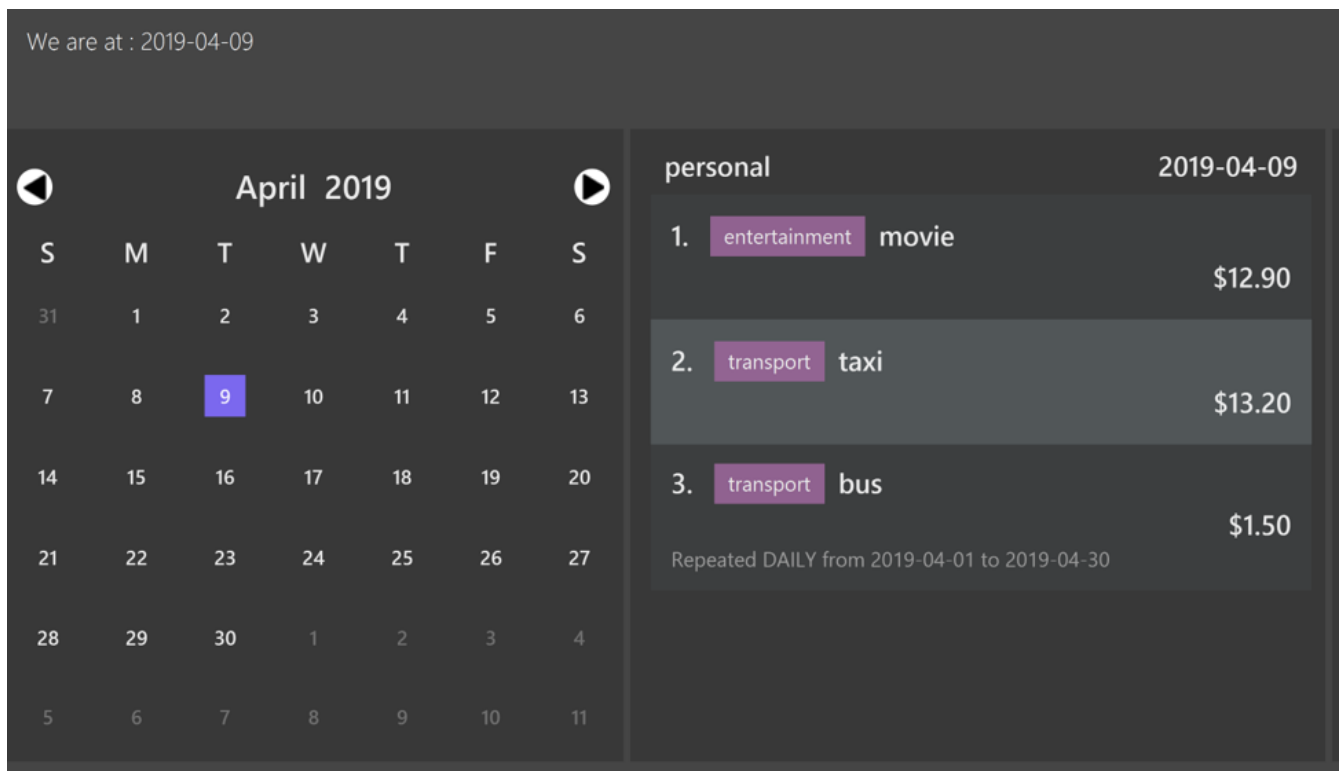 We are at : 2019-04-09
April 2019
S M T W T F S
31 1 2 3 4 5 6
7 8 9 10 11 12 13
14 15 16 17 18 19 20
21 22 23 24 25 26 27
28 29 30 1 2 3 4
5 6 7 8 9 10 11
personal 2019-04-09
1. entertainment movie
$12.90
2. transport taxi
$13.20
3. transport bus
$1.50
Repeated DAILY from 2019-04-01 to 2019-04-30